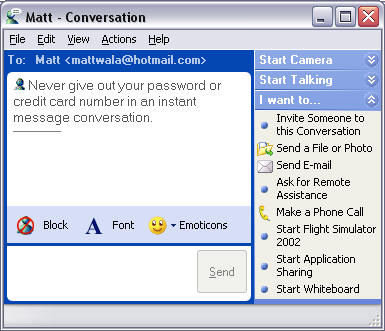 Matt - Conversation
File Edit View Actions Help
To: Matt <mattwala@hotmail.com>
Never give out your password or
credit card number in an instant
message conversation.
Block Font Emoticons
Send
Start Camera
Start Talking
I want to...
Invite Someone to
this Conversation
Send a File or Photo
Send E-mail
Ask for Remote
Assistance
Make a Phone Call
Start Flight Simulator
2002
Start Application
Sharing
Start Whiteboard